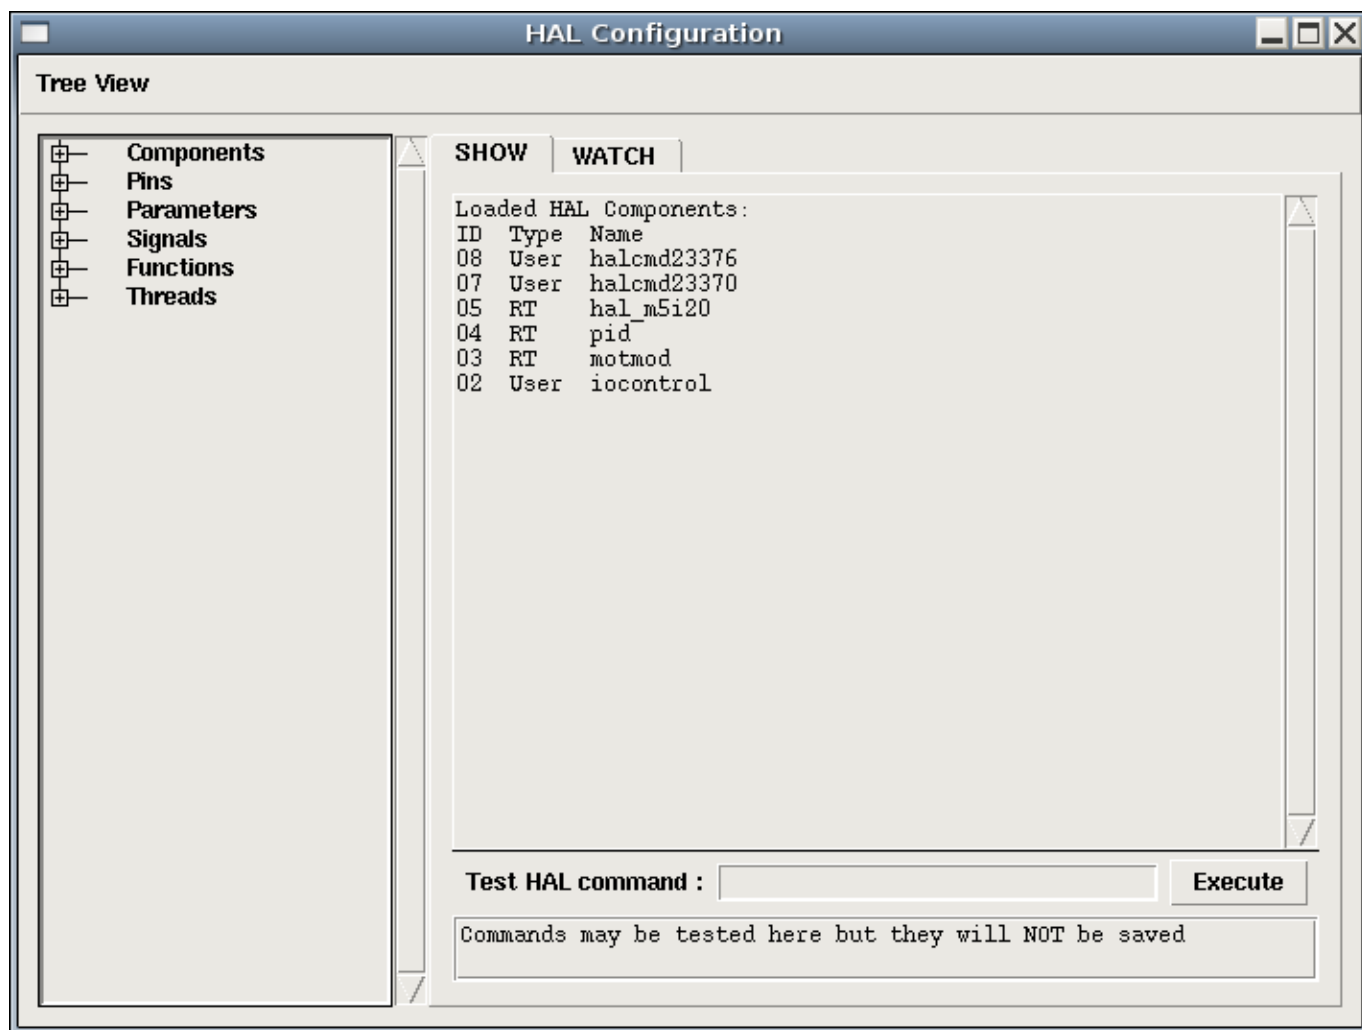 HAL Configuration
Tree View
Components
Pins
Parameters
Signals
Functions
Threads
SHOW WATCH
Loaded HAL Components:
ID Type Name
08 User halcmd23376
07 User halcmd23370
05 RT hal_m5i20
04 RT pid
03 RT motmod
02 User iocontrol
Test HAL command : Execute
Commands may be tested here but they will NOT be saved